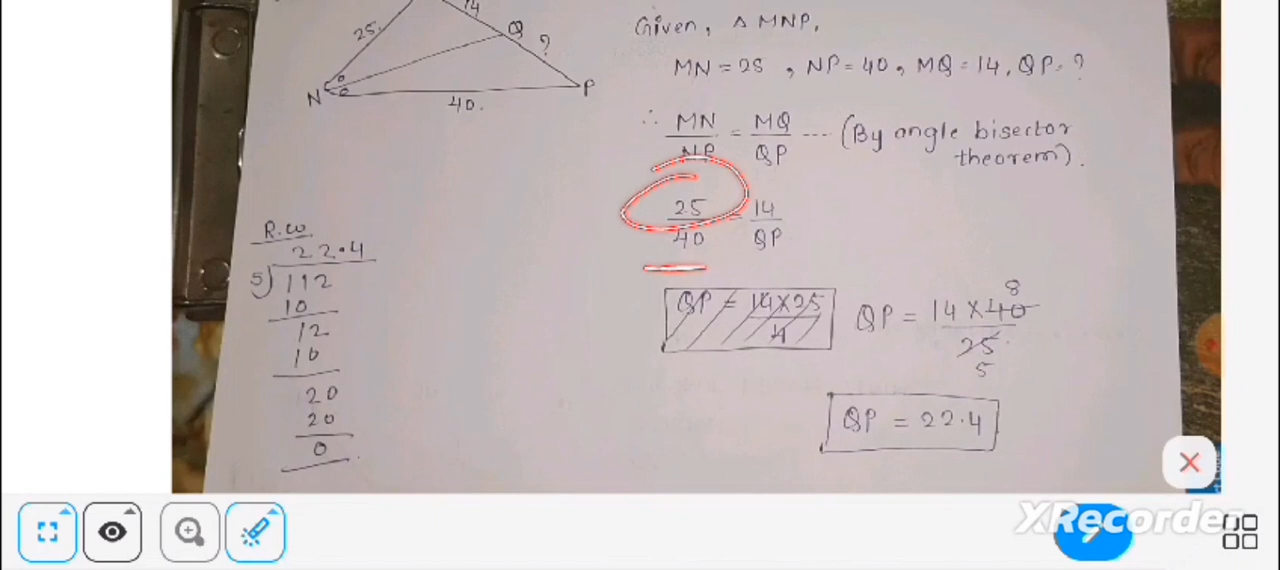 14
25.
Q
?
N
P
40.
Given, △ MNP,
MN = 25 , NP = 40 , MQ = 14 , QP = ?
∴ MN/NP = MQ/QP ---- (By angle bisector
theorem).
25/40 = 14/QP
QP = 14 × 25 / 4
QP = 14 × 40 / 25
8
5
QP = 22.4
R.W
22.4
5) 112
10
12
10
20
20
0
XRecorder